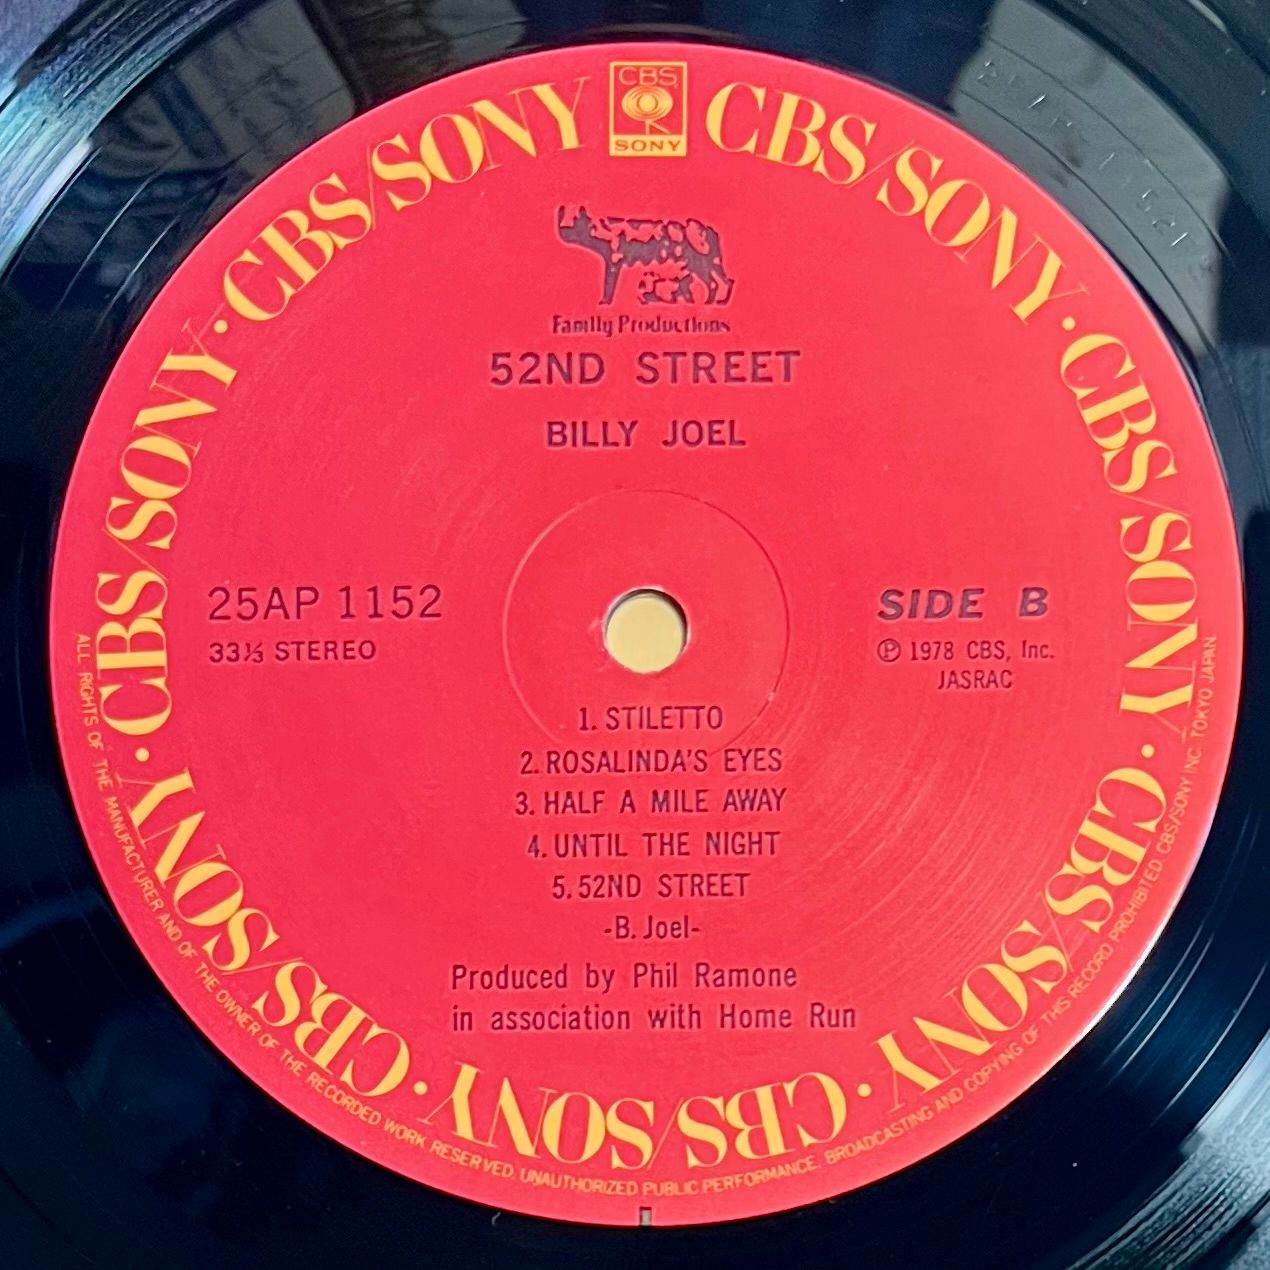 CBS
SONY
CBS/SONY · CBS/SONY · CBS/SONY · CBS/SONY · CBS/SONY · CBS/SONY · CBS/SONY · CBS/SONY
Family Productions
52ND STREET
BILLY JOEL
25AP 1152
33⅓ STEREO
SIDE B
℗ 1978 CBS, Inc.
JASRAC
1. STILETTO
2. ROSALINDA'S EYES
3. HALF A MILE AWAY
4. UNTIL THE NIGHT
5. 52ND STREET
-B. Joel-
Produced by Phil Ramone
in association with Home Run
ALL RIGHTS OF THE MANUFACTURER AND OF THE OWNER OF THE RECORDED WORK RESERVED. UNAUTHORIZED PUBLIC PERFORMANCE, BROADCASTING AND COPYING OF THIS RECORD PROHIBITED. CBS/SONY INC. TOKYO JAPAN